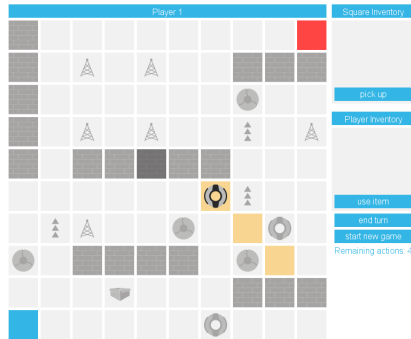 Player 1
Square Inventory
pick up
Player Inventory
use item
end turn
start new game
Remaining actions: 4